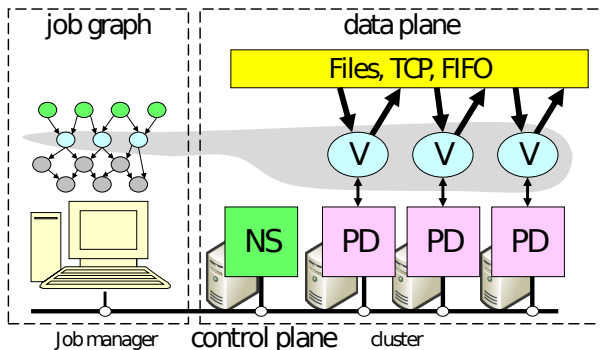 job graph
data plane
Files, TCP, FIFO
V V V
NS PD PD PD
Job manager control plane cluster